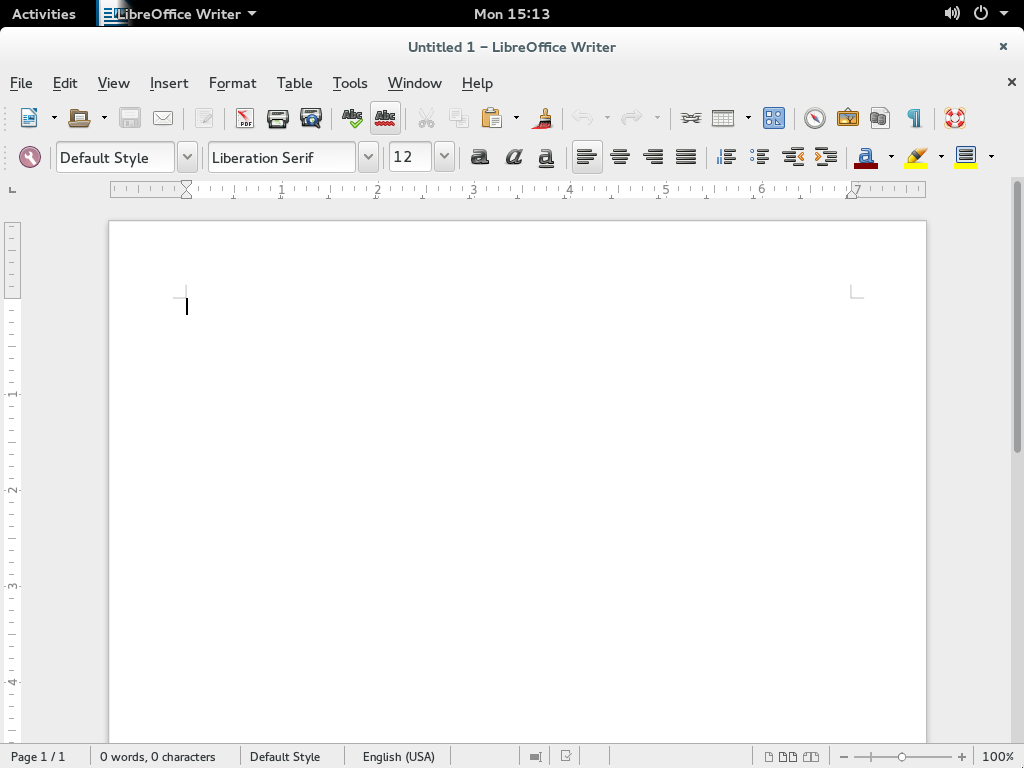 Activities LibreOffice Writer Mon 15:13
Untitled 1 – LibreOffice Writer
File Edit View Insert Format Table Tools Window Help
Default Style Liberation Serif 12
1 2 3 4 5 6 7
1
2
3
4
Page 1 / 1 0 words, 0 characters Default Style English (USA) 100%